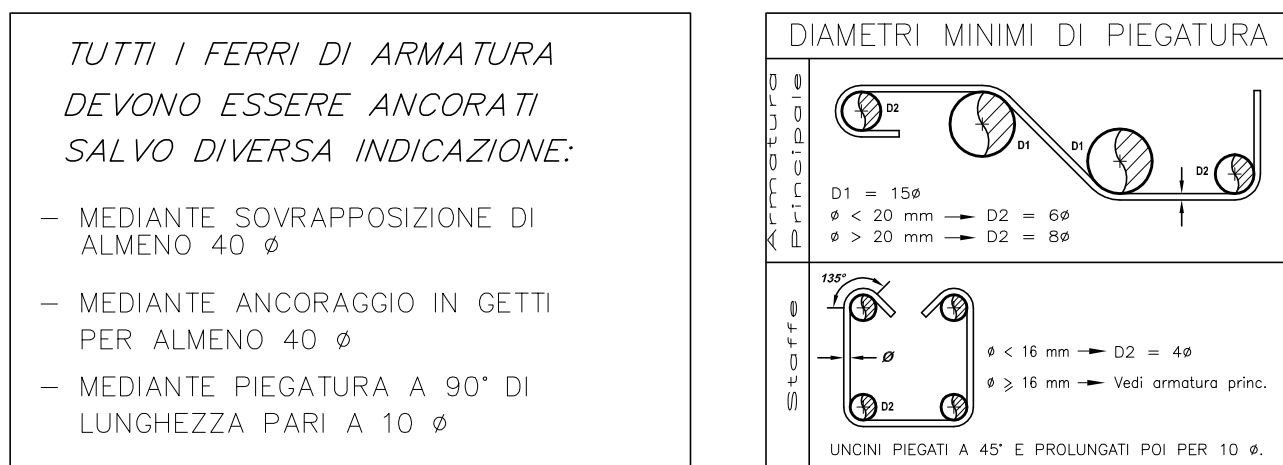 TUTTI I FERRI DI ARMATURA
DEVONO ESSERE ANCORATI
SALVO DIVERSA INDICAZIONE:
– MEDIANTE SOVRAPPOSIZIONE DI
ALMENO 40 ø
– MEDIANTE ANCORAGGIO IN GETTI
PER ALMENO 40 ø
– MEDIANTE PIEGATURA A 90° DI
LUNGHEZZA PARI A 10 ø
DIAMETRI MINIMI DI PIEGATURA
Armatura
Principale
D2
D1
D1
D2
D1 = 15ø
ø < 20 mm → D2 = 6ø
ø > 20 mm → D2 = 8ø
Staffe
135°
Ø
D2
ø < 16 mm → D2 = 4ø
ø ⩾ 16 mm → Vedi armatura princ.
UNCINI PIEGATI A 45° E PROLUNGATI POI PER 10 ø.